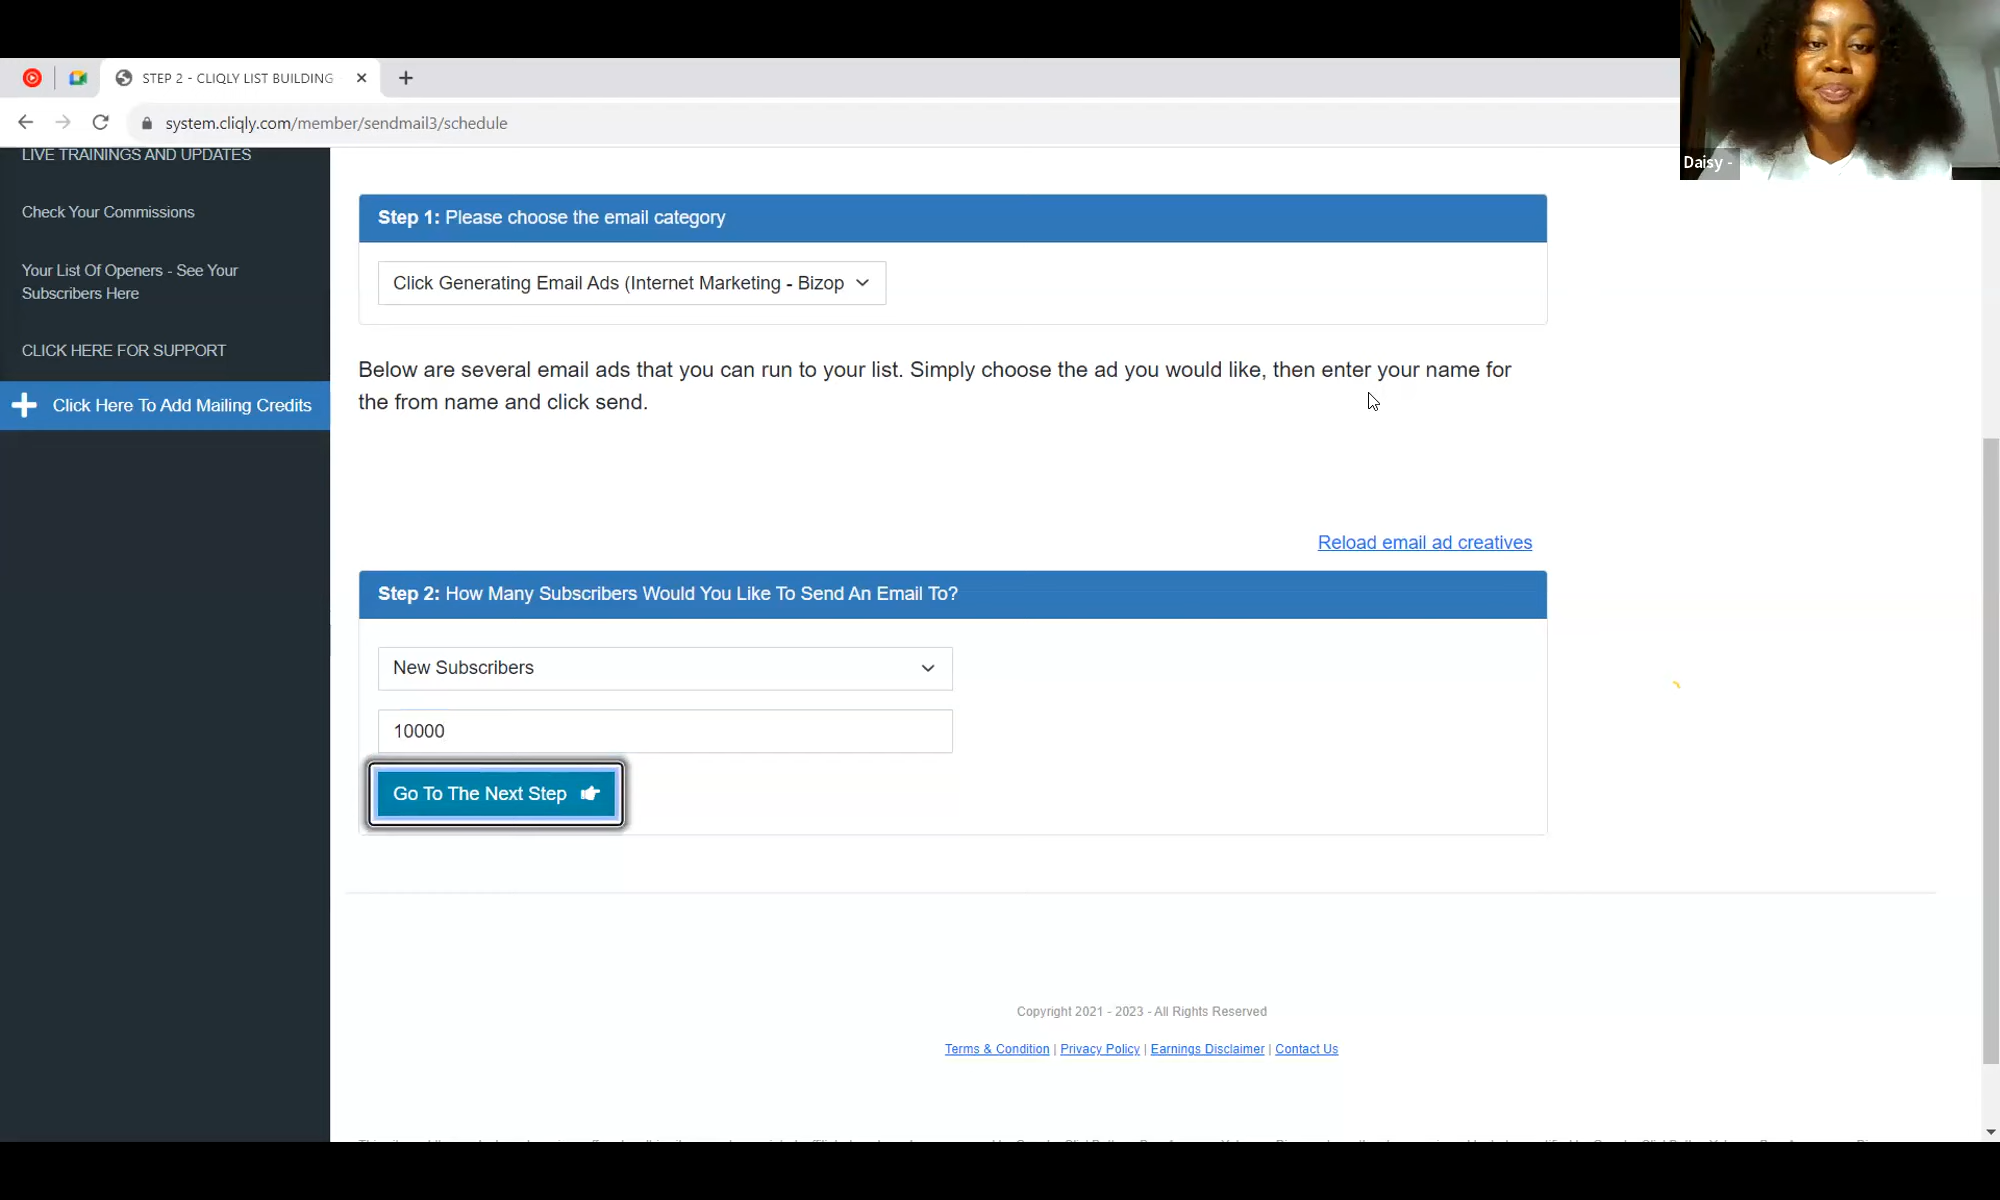 STEP 2 - CLIQLY LIST BUILDING
system.cliqly.com/member/sendmail3/schedule
Daisy -
LIVE TRAININGS AND UPDATES
Check Your Commissions
Your List Of Openers - See Your
Subscribers Here
CLICK HERE FOR SUPPORT
Click Here To Add Mailing Credits
Step 1: Please choose the email category
Click Generating Email Ads (Internet Marketing - Bizop
Below are several email ads that you can run to your list. Simply choose the ad you would like, then enter your name for
the from name and click send.
Reload email ad creatives
Step 2: How Many Subscribers Would You Like To Send An Email To?
New Subscribers
10000
Go To The Next Step
Copyright 2021 - 2023 - All Rights Reserved
Terms & Condition | Privacy Policy | Earnings Disclaimer | Contact Us